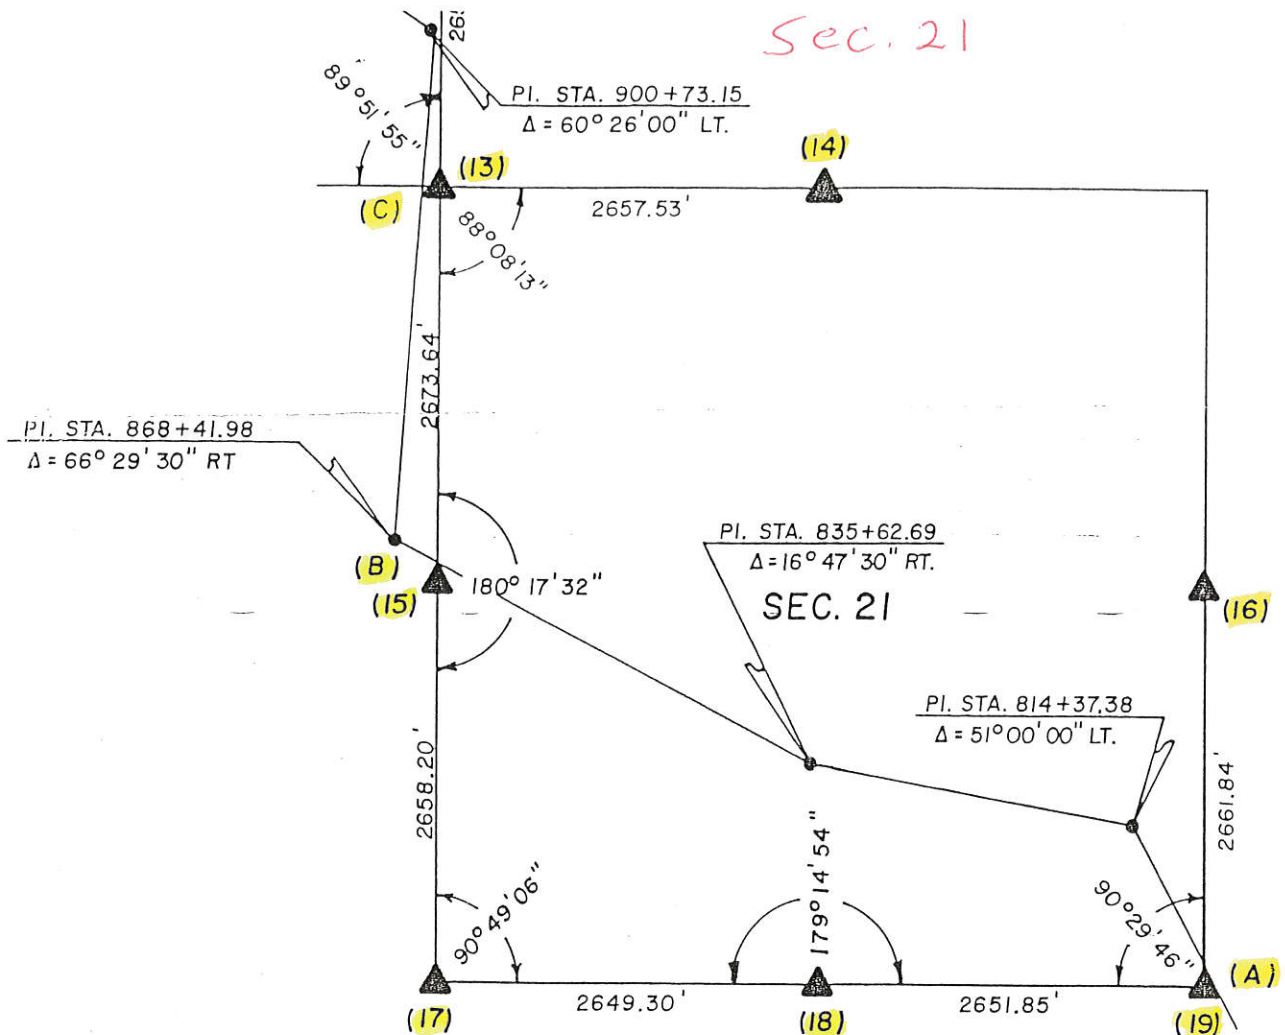 Sec. 21
PI. STA. 900+73.15
Δ = 60° 26' 00" LT.
89° 51' 55"
(13)
(14)
(C)
2657.53'
88° 08' 13"
2673.64'
PI. STA. 868+41.98
Δ = 66° 29' 30" RT
PI. STA. 835+62.69
Δ = 16° 47' 30" RT.
(B)
180° 17' 32"
SEC. 21
(15)
(16)
PI. STA. 814+37.38
Δ = 51° 00' 00" LT.
2658.20'
2661.84'
179° 14' 54"
90° 49' 06"
90° 29' 46"
(A)
2649.30'
2651.85'
(17)
(18)
(19)